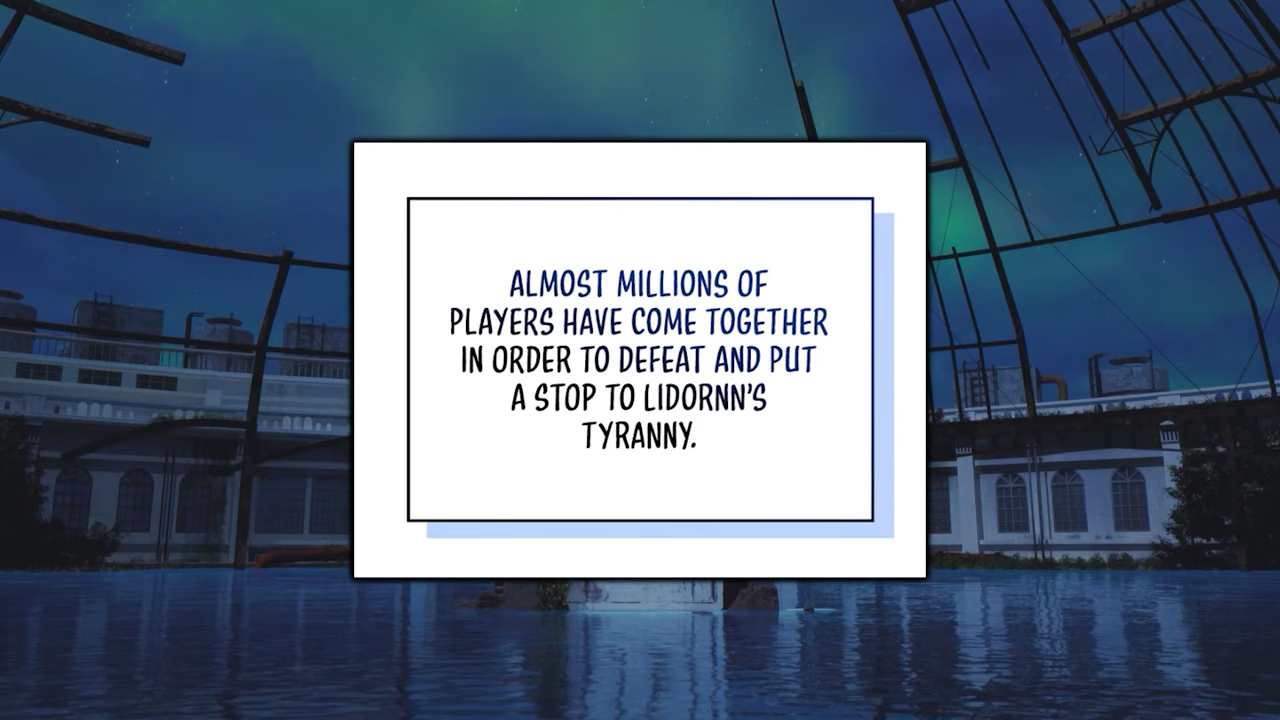 ALMOST MILLIONS OF
PLAYERS HAVE COME TOGETHER
IN ORDER TO DEFEAT AND PUT
A STOP TO LIDORNN'S
TYRANNY.